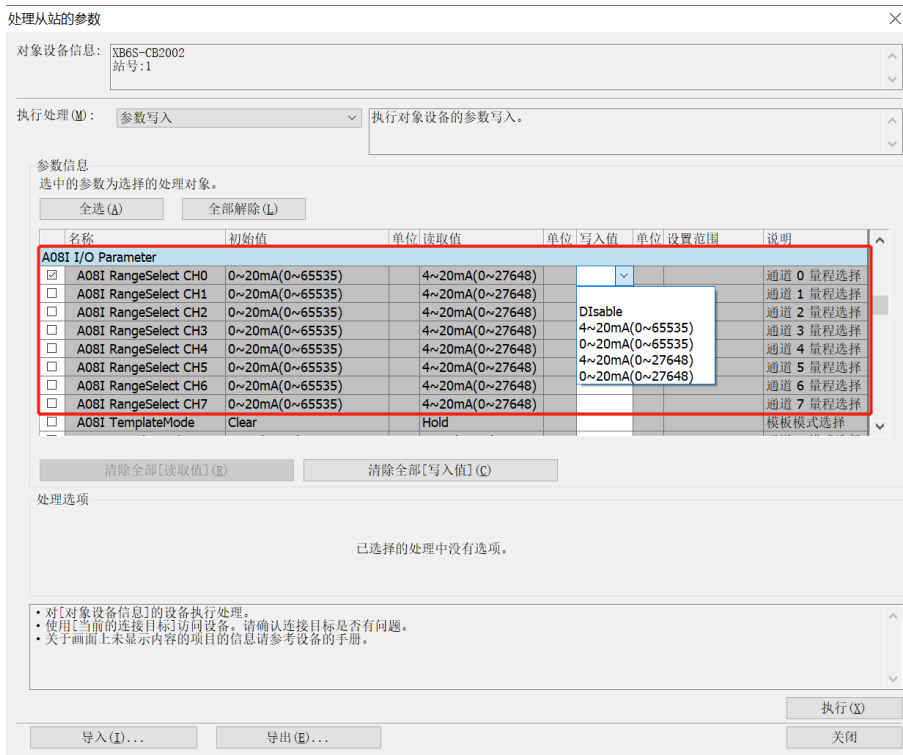 处理从站的参数
对象设备信息:
XB6S-CB2002
站号:1
执行处理(M): 参数写入
执行对象设备的参数写入。
参数信息
选中的参数为选择的处理对象。
全选(A) 全部解除(L)
名称 初始值 单位 读取值 单位 写入值 单位 设置范围 说明
A08I I/O Parameter
A08I RangeSelect CH0 0~20mA(0~65535) 4~20mA(0~27648) 通道 0 量程选择
A08I RangeSelect CH1 0~20mA(0~65535) 4~20mA(0~27648) 通道 1 量程选择
A08I RangeSelect CH2 0~20mA(0~65535) 4~20mA(0~27648) DIsable 通道 2 量程选择
A08I RangeSelect CH3 0~20mA(0~65535) 4~20mA(0~27648) 4~20mA(0~65535) 通道 3 量程选择
A08I RangeSelect CH4 0~20mA(0~65535) 4~20mA(0~27648) 0~20mA(0~65535) 通道 4 量程选择
A08I RangeSelect CH5 0~20mA(0~65535) 4~20mA(0~27648) 4~20mA(0~27648) 通道 5 量程选择
A08I RangeSelect CH6 0~20mA(0~65535) 4~20mA(0~27648) 0~20mA(0~27648) 通道 6 量程选择
A08I RangeSelect CH7 0~20mA(0~65535) 4~20mA(0~27648) 通道 7 量程选择
A08I TemplateMode Clear Hold 模板模式选择
清除全部[读取值](R) 清除全部[写入值](C)
处理选项
已选择的处理中没有选项。
• 对[对象设备信息]的设备执行处理。
• 使用[当前的连接目标]访问设备。请确认连接目标是否有问题。
• 关于画面上未显示内容的项目的信息请参考设备的手册。
执行(X)
导入(I)... 导出(E)... 关闭